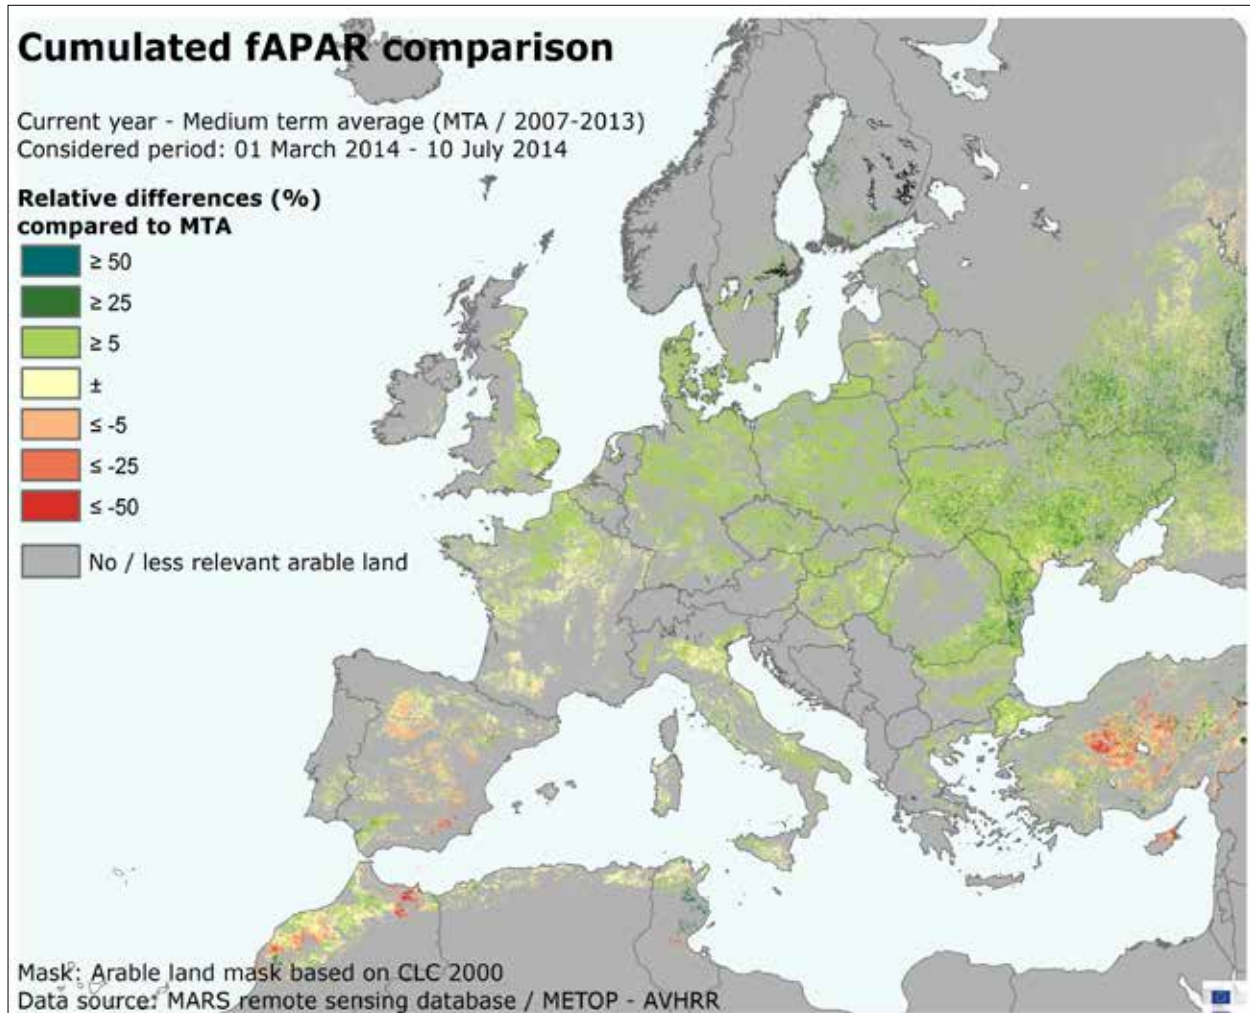 Cumulated fAPAR comparison
Current year - Medium term average (MTA / 2007-2013)
Considered period: 01 March 2014 - 10 July 2014
Relative differences (%)
compared to MTA
≥ 50
≥ 25
≥ 5
±
≤ -5
≤ -25
≤ -50
No / less relevant arable land
Mask: Arable land mask based on CLC 2000
Data source: MARS remote sensing database / METOP - AVHRR